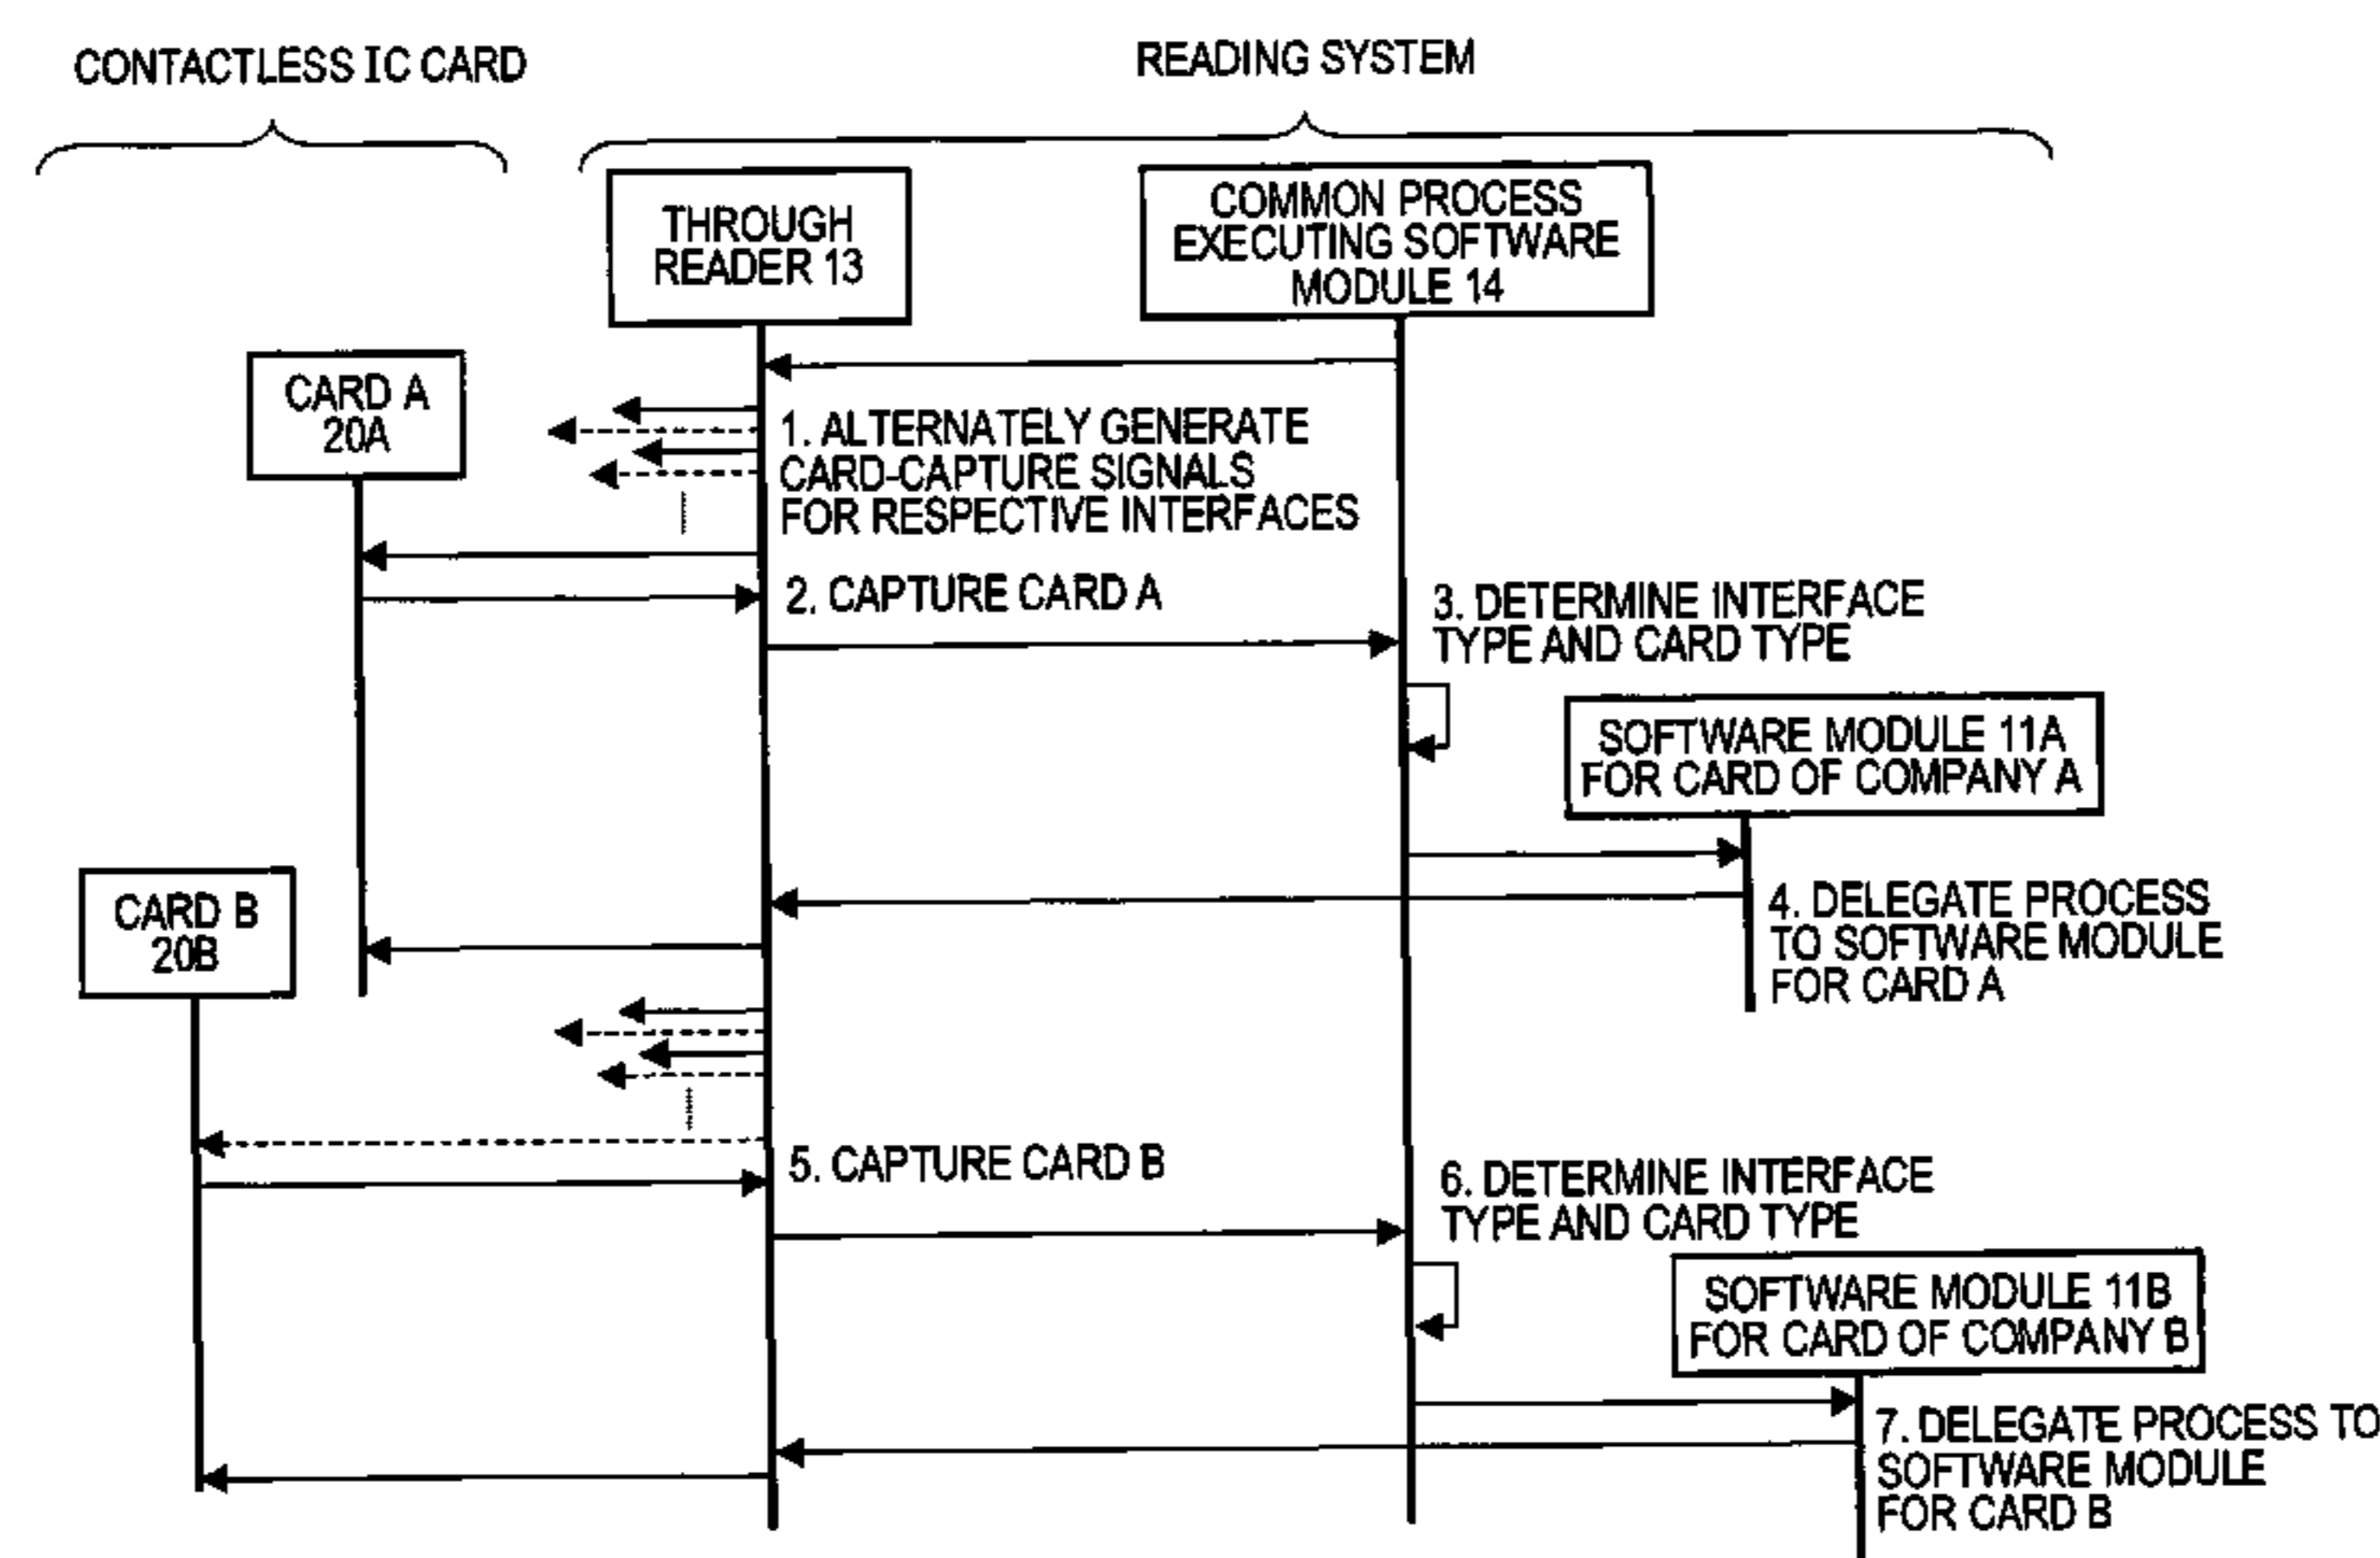 CONTACTLESS IC CARD
READING SYSTEM
THROUGH
READER 13
COMMON PROCESS
EXECUTING SOFTWARE
MODULE 14
CARD A
20A
1. ALTERNATELY GENERATE
CARD-CAPTURE SIGNALS
FOR RESPECTIVE INTERFACES
2. CAPTURE CARD A
3. DETERMINE INTERFACE
TYPE AND CARD TYPE
SOFTWARE MODULE 11A
FOR CARD OF COMPANY A
CARD B
20B
4. DELEGATE PROCESS
TO SOFTWARE MODULE
FOR CARD A
5. CAPTURE CARD B
6. DETERMINE INTERFACE
TYPE AND CARD TYPE
SOFTWARE MODULE 11B
FOR CARD OF COMPANY B
7. DELEGATE PROCESS TO
SOFTWARE MODULE
FOR CARD B